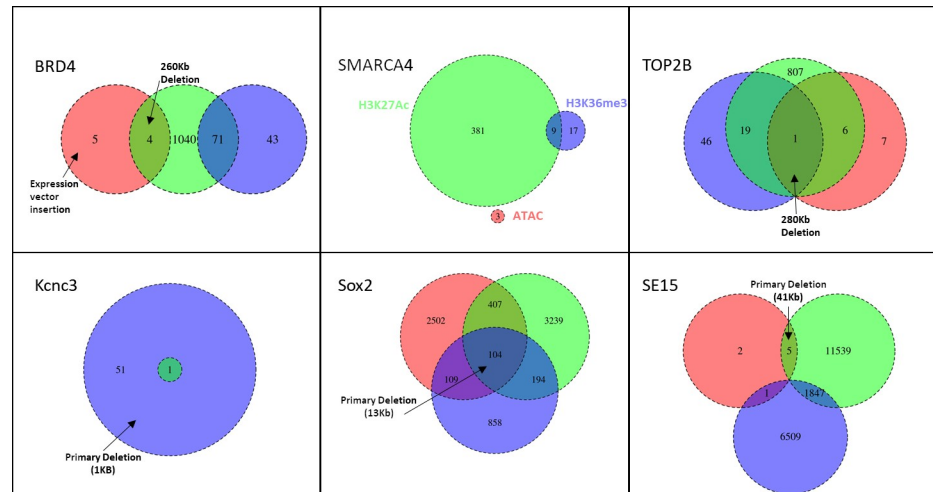 BRD4
260Kb
Deletion
5
4
1040
71
43
Expression
vector
insertion
SMARCA4
H3K27Ac
H3K36me3
381
9
17
3
ATAC
TOP2B
807
46
19
1
6
7
280Kb
Deletion
Kcnc3
51
1
Primary Deletion
(1KB)
Sox2
407
2502
3239
104
109
194
Primary Deletion
(13Kb)
858
SE15
Primary Deletion
(41Kb)
2
5
11539
1
1847
6509